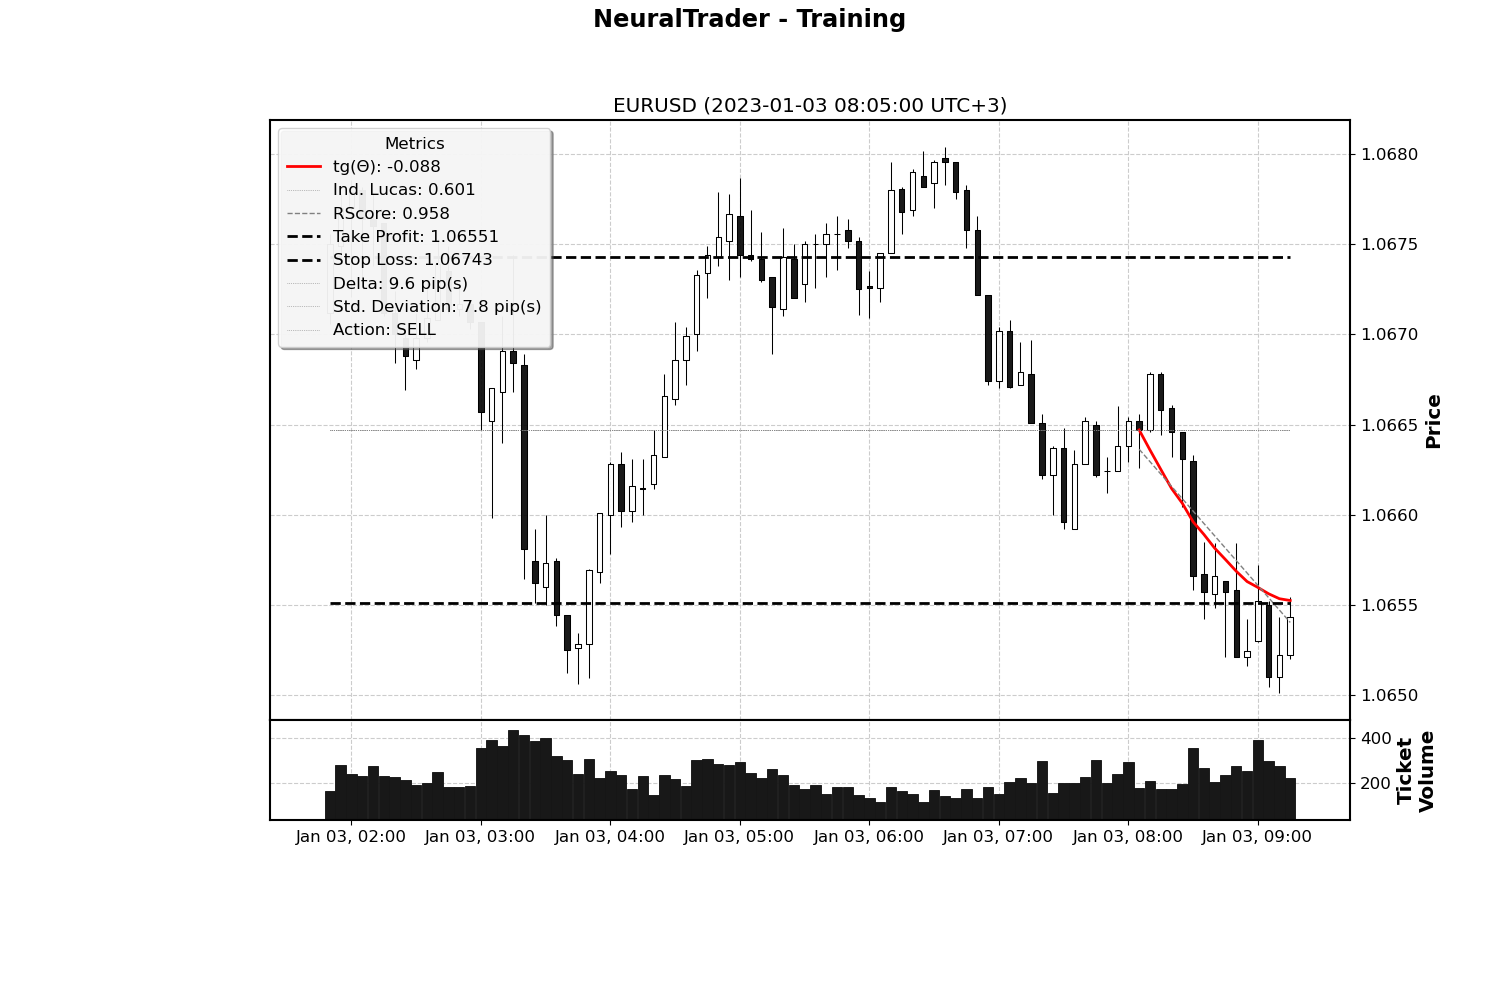 NeuralTrader - Training
EURUSD (2023-01-03 08:05:00 UTC+3)
Metrics
tg(Θ): -0.088
Ind. Lucas: 0.601
RScore: 0.958
Take Profit: 1.06551
Stop Loss: 1.06743
Delta: 9.6 pip(s)
Std. Deviation: 7.8 pip(s)
Action: SELL
1.0680
1.0675
1.0670
1.0665
1.0660
1.0655
1.0650
Price
400
200
Ticket
Volume
Jan 03, 02:00
Jan 03, 03:00
Jan 03, 04:00
Jan 03, 05:00
Jan 03, 06:00
Jan 03, 07:00
Jan 03, 08:00
Jan 03, 09:00